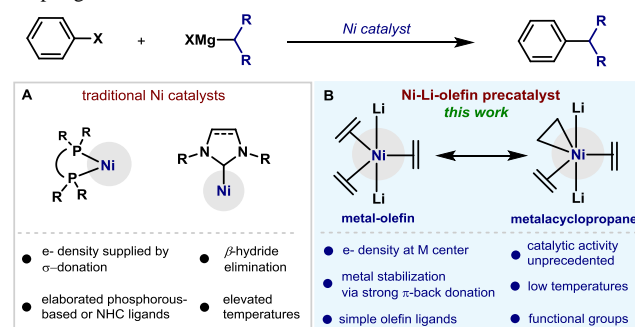 X
+
XMg
R
R
Ni catalyst
R
R
A
traditional Ni catalysts
R
R
P
Ni
P
R
R
R
N
N
R
Ni
e- density supplied by
σ–donation
β-hydride
elimination
elaborated phosphorous-
based or NHC ligands
elevated
temperatures
B
Ni-Li-olefin precatalyst
this work
Li
Ni
Li
metal-olefin
Li
Ni
Li
metalacyclopropane
e- density at M center
catalytic activity
unprecedented
metal stabilization
via strong π-back donation
low temperatures
simple olefin ligands
functional groups